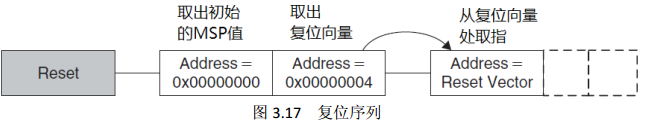 取出初始
的MSP值
取出
复位向量
从复位向量
处取指
Reset
Address=
0x00000000
Address=
0x00000004
Address=
Reset Vector
图 3.17 复位序列